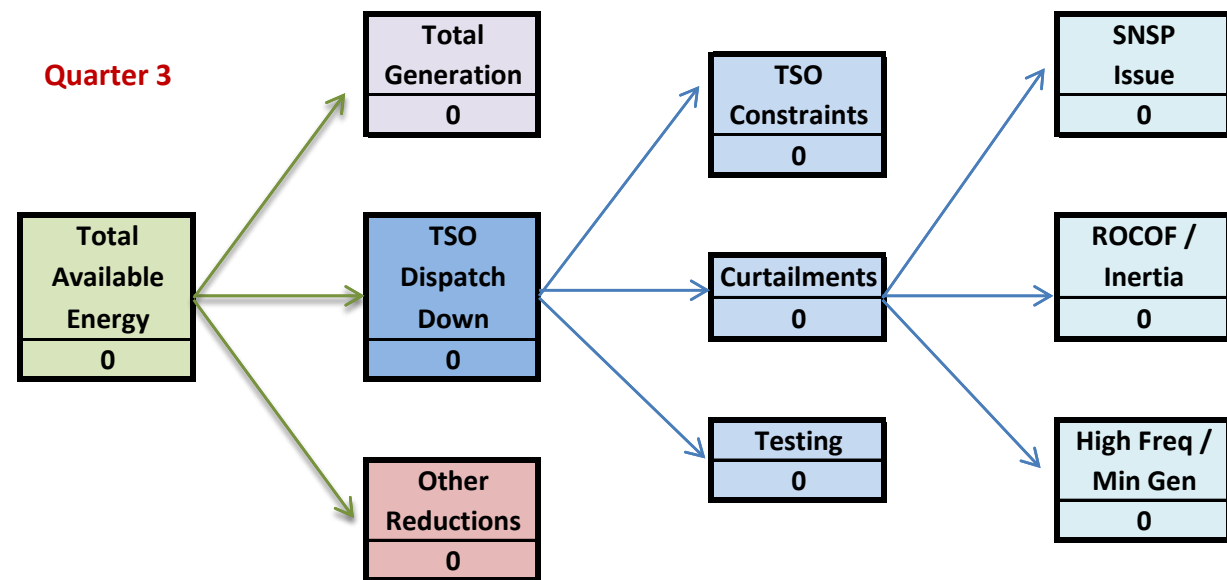 Quarter 3
Total
Available
Energy
0
Total
Generation
0
TSO
Dispatch
Down
0
Other
Reductions
0
TSO
Constraints
0
Curtailments
0
Testing
0
SNSP
Issue
0
ROCOF /
Inertia
0
High Freq /
Min Gen
0